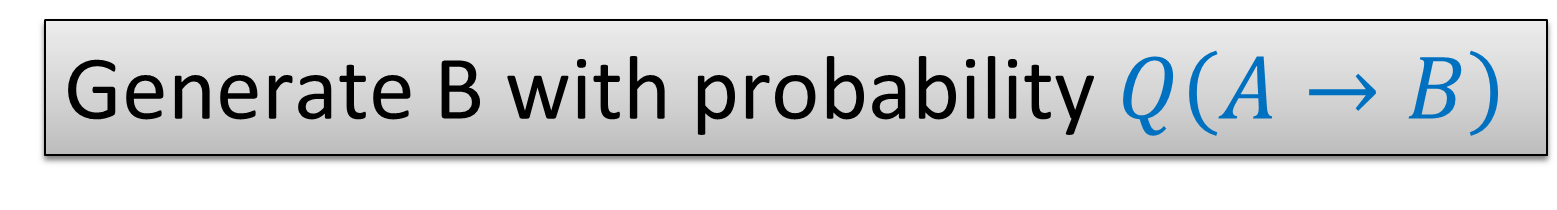 Generate B with probability Q(A → B)